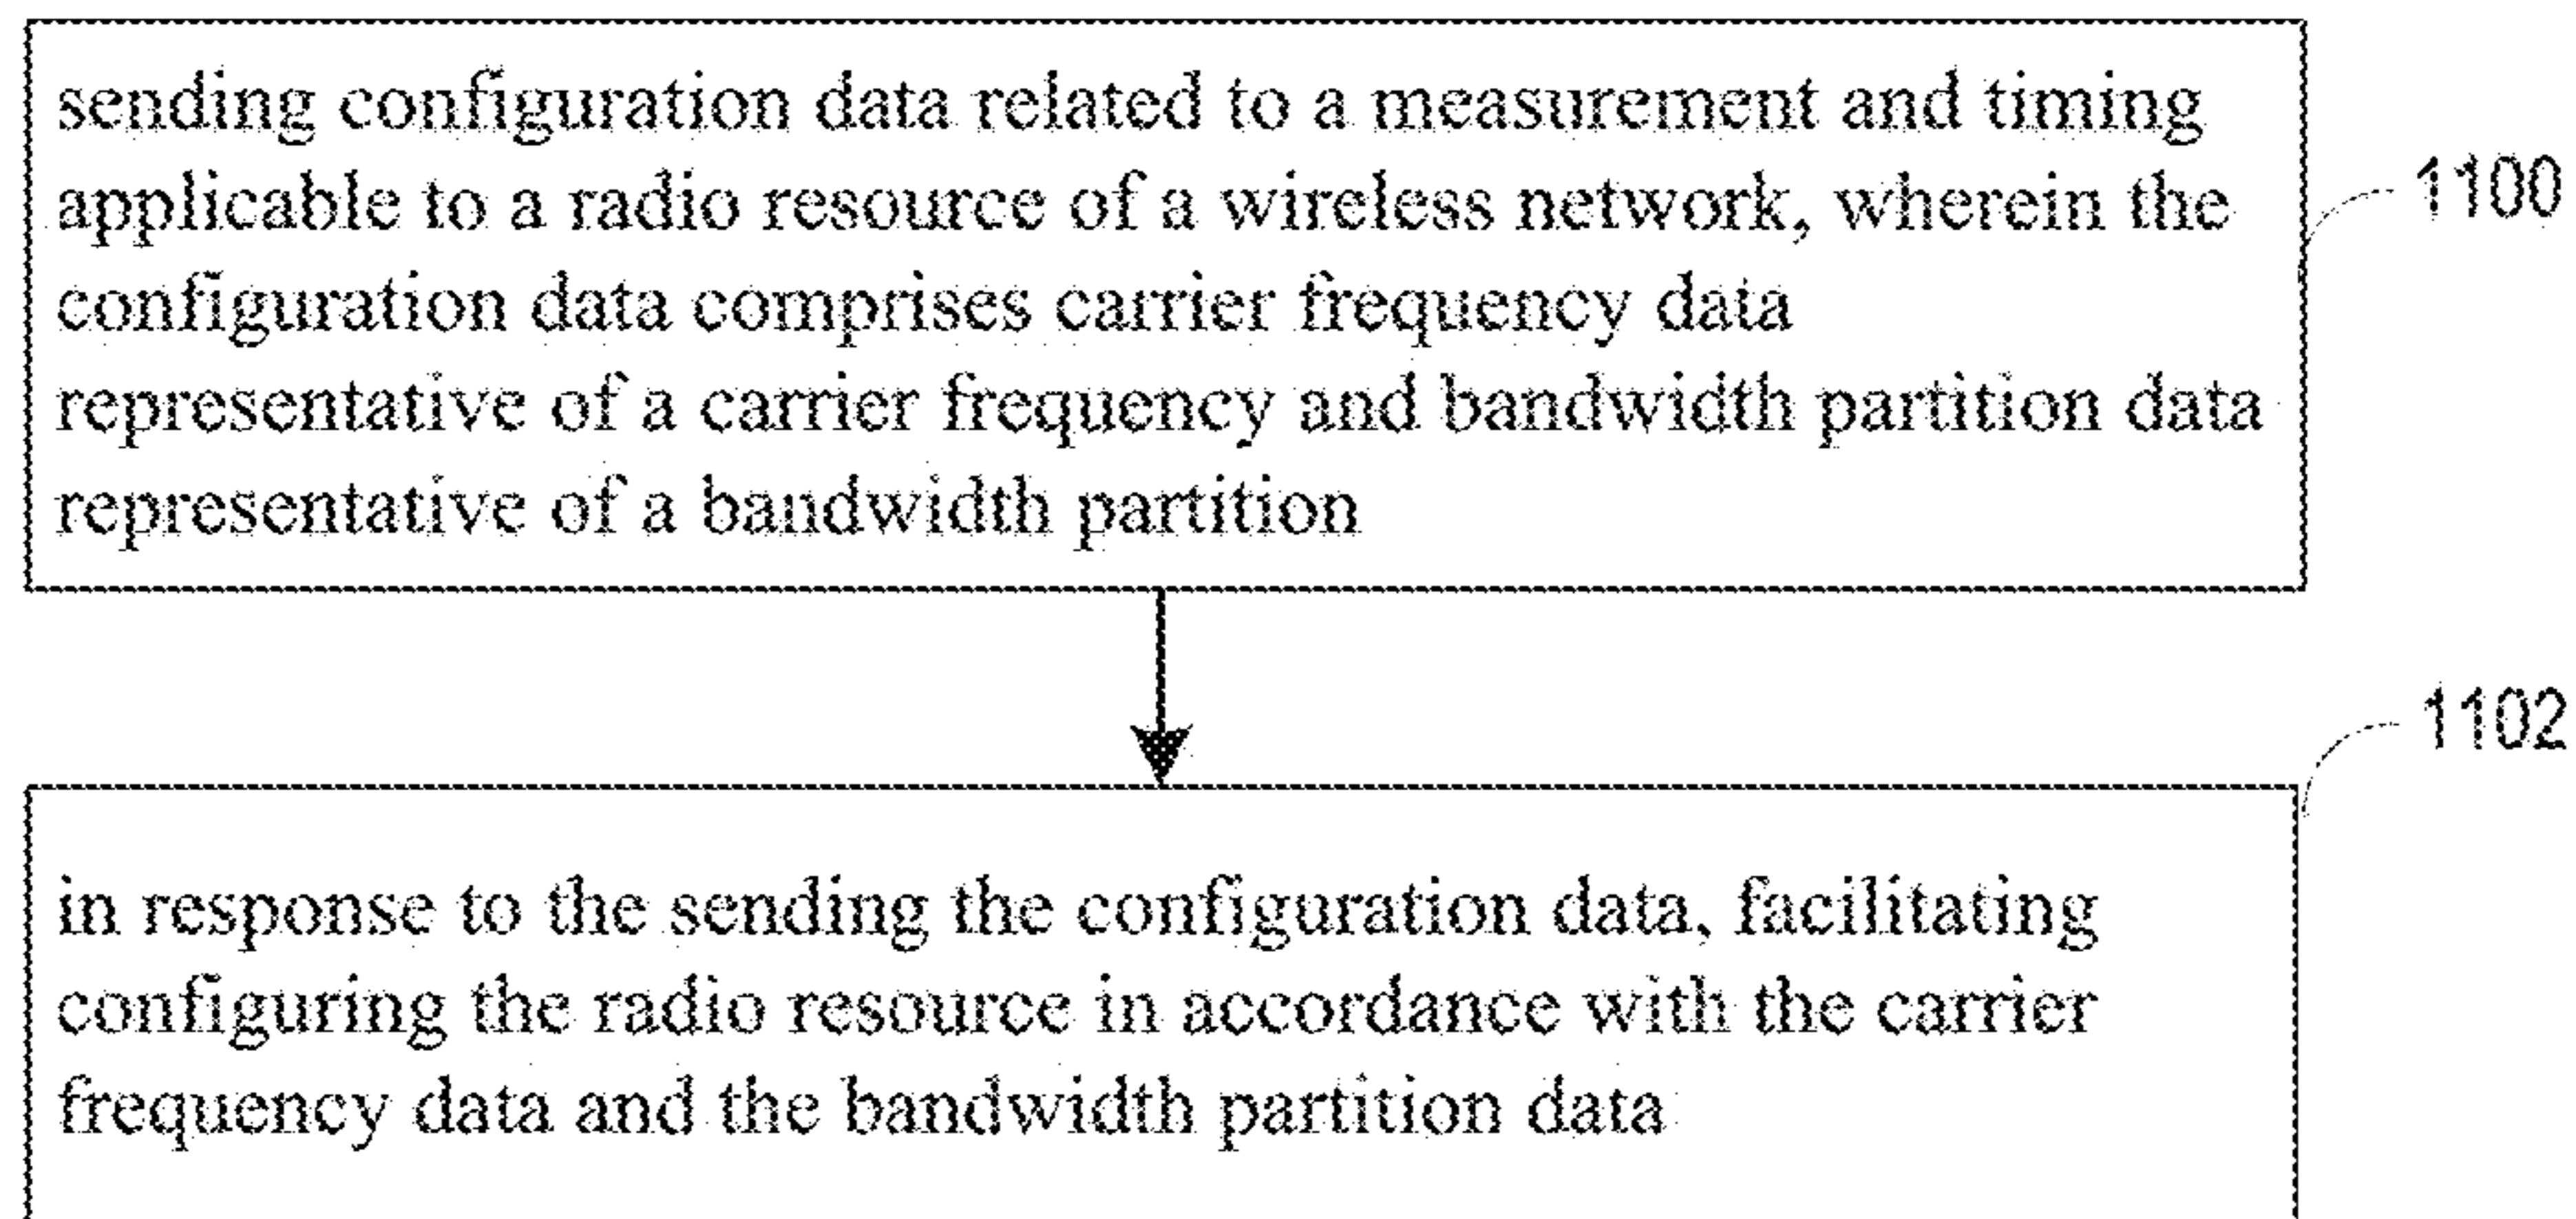 sending configuration data related to a measurement and timing
applicable to a radio resource of a wireless network, wherein the
configuration data comprises carrier frequency data
representative of a carrier frequency and bandwidth partition data
representative of a bandwidth partition
1100
1102
in response to the sending the configuration data, facilitating
configuring the radio resource in accordance with the carrier
frequency data and the bandwidth partition data